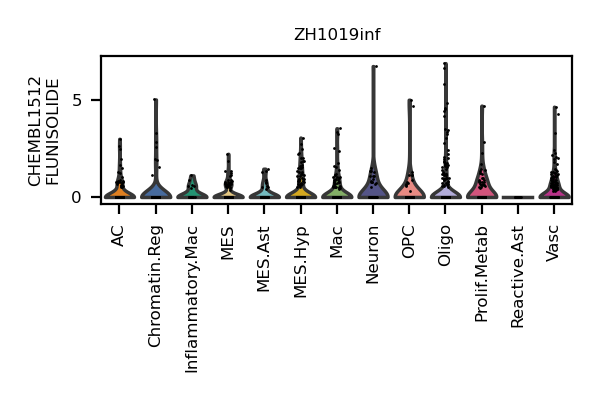 ZH1019inf
CHEMBL1512
FLUNISOLIDE
5
0
AC
Chromatin.Reg
Inflammatory.Mac
MES
MES.Ast
MES.Hyp
Mac
Neuron
OPC
Oligo
Prolif.Metab
Reactive.Ast
Vasc